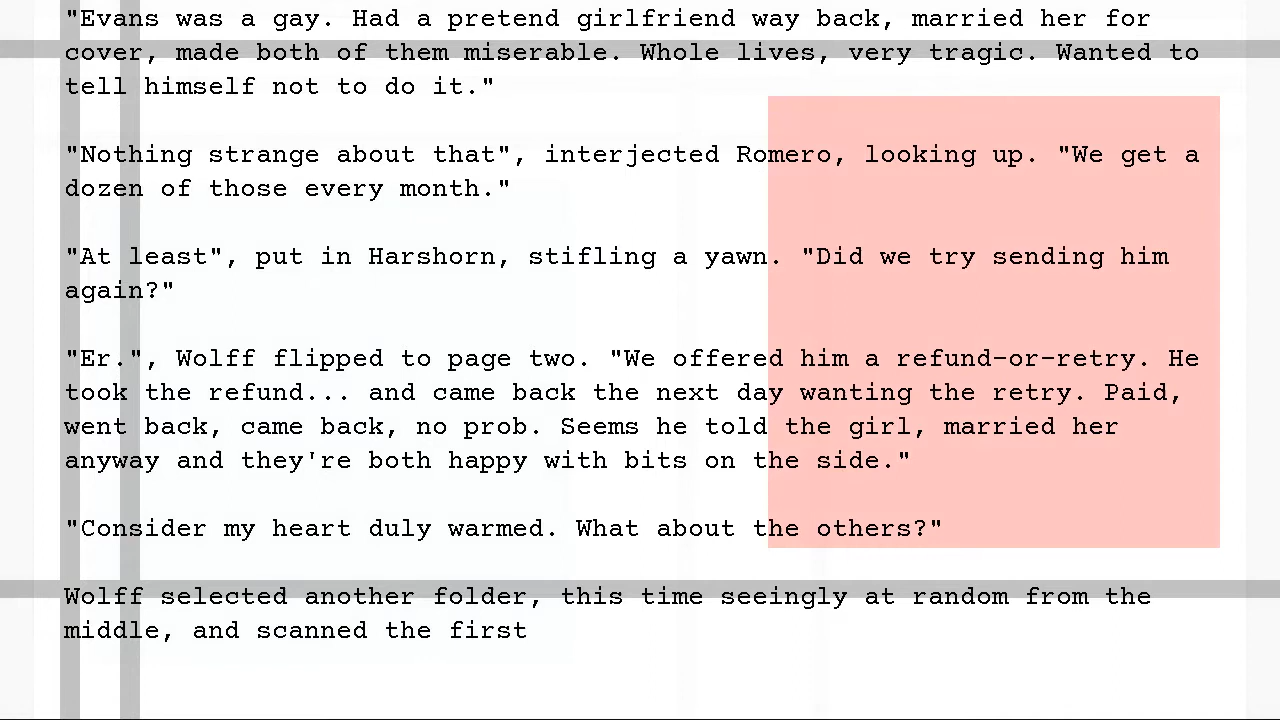 "Evans was a gay. Had a pretend girlfriend way back, married her for
cover, made both of them miserable. Whole lives, very tragic. Wanted to
tell himself not to do it."
"Nothing strange about that", interjected Romero, looking up. "We get a
dozen of those every month."
"At least", put in Harshorn, stifling a yawn. "Did we try sending him
again?"
"Er.", Wolff flipped to page two. "We offered him a refund-or-retry. He
took the refund... and came back the next day wanting the retry. Paid,
went back, came back, no prob. Seems he told the girl, married her
anyway and they're both happy with bits on the side."
"Consider my heart duly warmed. What about the others?"
Wolff selected another folder, this time seeingly at random from the
middle, and scanned the first